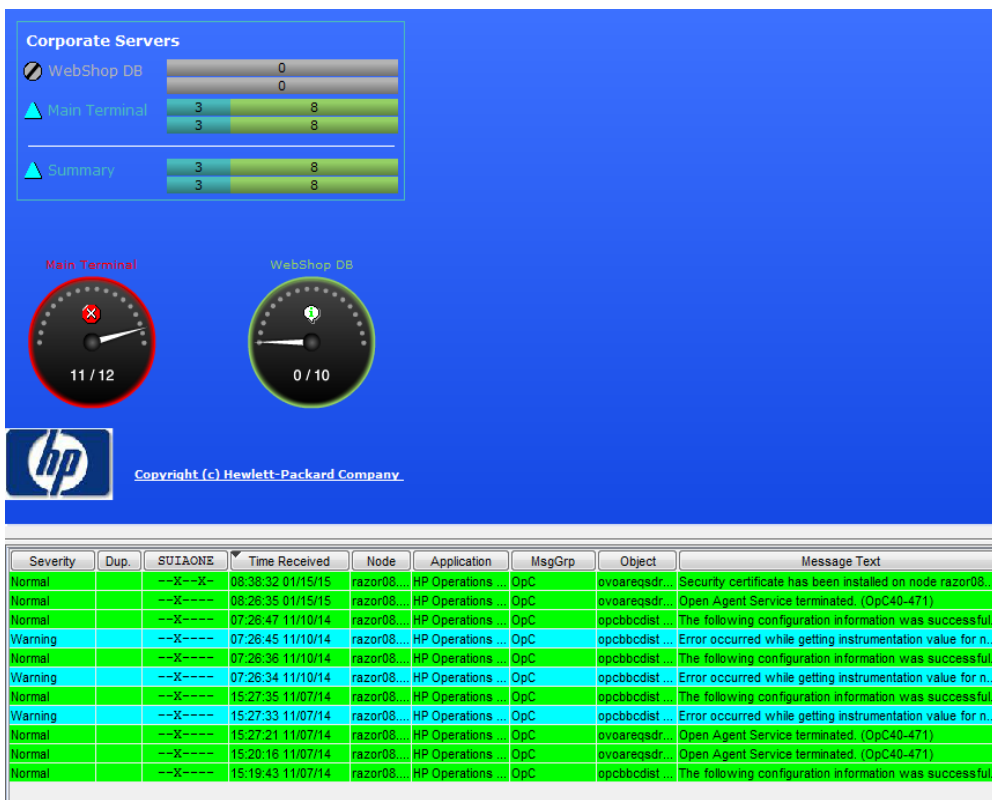 Corporate Servers
WebShop DB 0
0
Main Terminal 3 8
3 8
Summary 3 8
3 8
Main Terminal WebShop DB
11 / 12 0 / 10
hp Copyright (c) Hewlett-Packard Company
Severity Dup. SUIAONE Time Received Node Application MsgGrp Object Message Text
Normal --X--X- 08:38:32 01/15/15 razor08.... HP Operations ... OpC ovoareqsdr... Security certificate has been installed on node razor08...
Normal --X---- 08:26:35 01/15/15 razor08.... HP Operations ... OpC ovoareqsdr... Open Agent Service terminated. (OpC40-471)
Normal --X---- 07:26:47 11/10/14 razor08.... HP Operations ... OpC opcbbcdist ... The following configuration information was successful...
Warning --X---- 07:26:45 11/10/14 razor08.... HP Operations ... OpC opcbbcdist ... Error occurred while getting instrumentation value for n...
Normal --X---- 07:26:36 11/10/14 razor08.... HP Operations ... OpC opcbbcdist ... The following configuration information was successful...
Warning --X---- 07:26:34 11/10/14 razor08.... HP Operations ... OpC opcbbcdist ... Error occurred while getting instrumentation value for n...
Normal --X---- 15:27:35 11/07/14 razor08.... HP Operations ... OpC opcbbcdist ... The following configuration information was successful...
Warning --X---- 15:27:33 11/07/14 razor08.... HP Operations ... OpC opcbbcdist ... Error occurred while getting instrumentation value for n...
Normal --X---- 15:27:21 11/07/14 razor08.... HP Operations ... OpC ovoareqsdr... Open Agent Service terminated. (OpC40-471)
Normal --X---- 15:20:16 11/07/14 razor08.... HP Operations ... OpC ovoareqsdr... Open Agent Service terminated. (OpC40-471)
Normal --X---- 15:19:43 11/07/14 razor08.... HP Operations ... OpC opcbbcdist ... The following configuration information was successful...